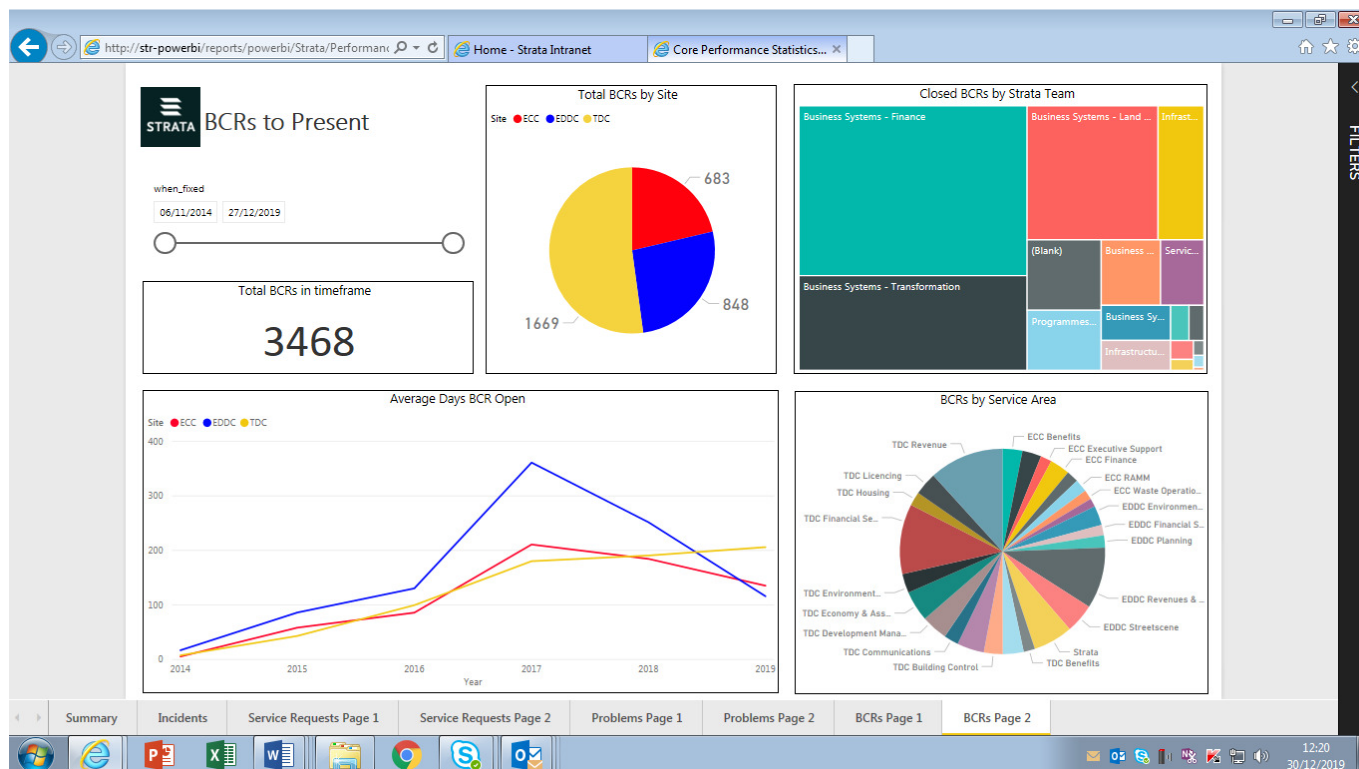 http://str-powerbi/reports/powerbi/Strata/Performanc
Home - Strata Intranet
Core Performance Statistics...
STRATA
BCRs to Present
when_fixed
06/11/2014 27/12/2019
Total BCRs in timeframe
3468
Total BCRs by Site
Site ECC EDDC TDC
683
848
1669
Closed BCRs by Strata Team
Business Systems - Finance
Business Systems - Land ...
Infrast...
Business Systems - Transformation
(Blank)
Business ...
Servic...
Programmes...
Business Sy...
Infrastructu...
Average Days BCR Open
Site ECC EDDC TDC
400
300
200
100
0
2014 2015 2016 2017 2018 2019
Year
BCRs by Service Area
ECC Benefits
ECC Executive Support
ECC Finance
ECC RAMM
ECC Waste Operatio...
EDDC Environmen...
EDDC Financial S...
EDDC Planning
EDDC Revenues & ...
EDDC Streetscene
Strata
TDC Benefits
TDC Building Control
TDC Communications
TDC Development Mana...
TDC Economy & Ass...
TDC Environment...
TDC Financial Se...
TDC Housing
TDC Licencing
TDC Revenue
FILTERS
Summary Incidents Service Requests Page 1 Service Requests Page 2 Problems Page 1 Problems Page 2 BCRs Page 1 BCRs Page 2
12:20
30/12/2019